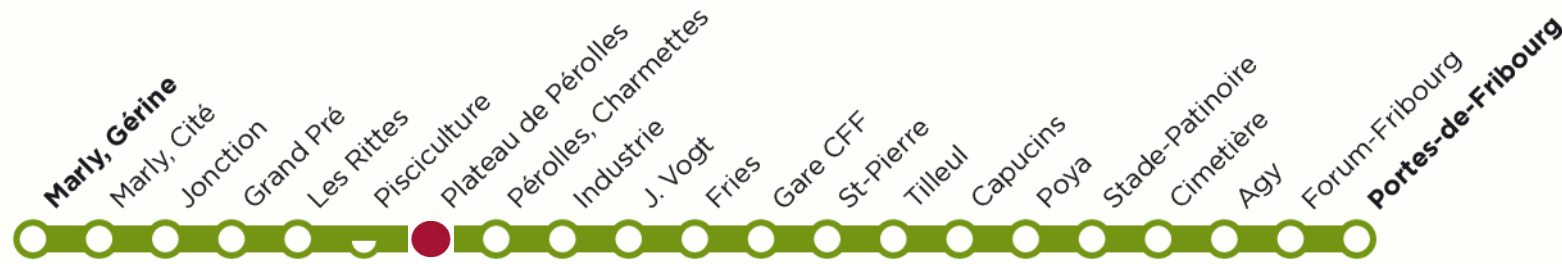 Marly, Gérine
Marly, Cité
Jonction
Grand Pré
Les Rittes
Pisciculture
Plateau de Pérolles
Pérolles, Charmettes
Industrie
J. Vogt
Fries
Gare CFF
St-Pierre
Tilleul
Capucins
Poya
Stade-Patinoire
Cimetière
Agy
Forum-Fribourg
Portes-de-Fribourg